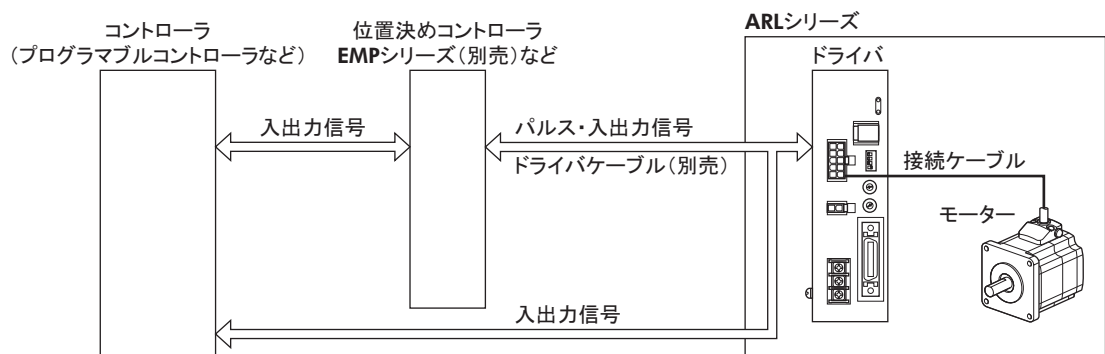 コントローラ
(プログラマブルコントローラなど)
位置決めコントローラ
EMPシリーズ(別売)など
ARLシリーズ
ドライバ
入出力信号
パルス・入出力信号
ドライバケーブル(別売)
接続ケーブル
モーター
入出力信号